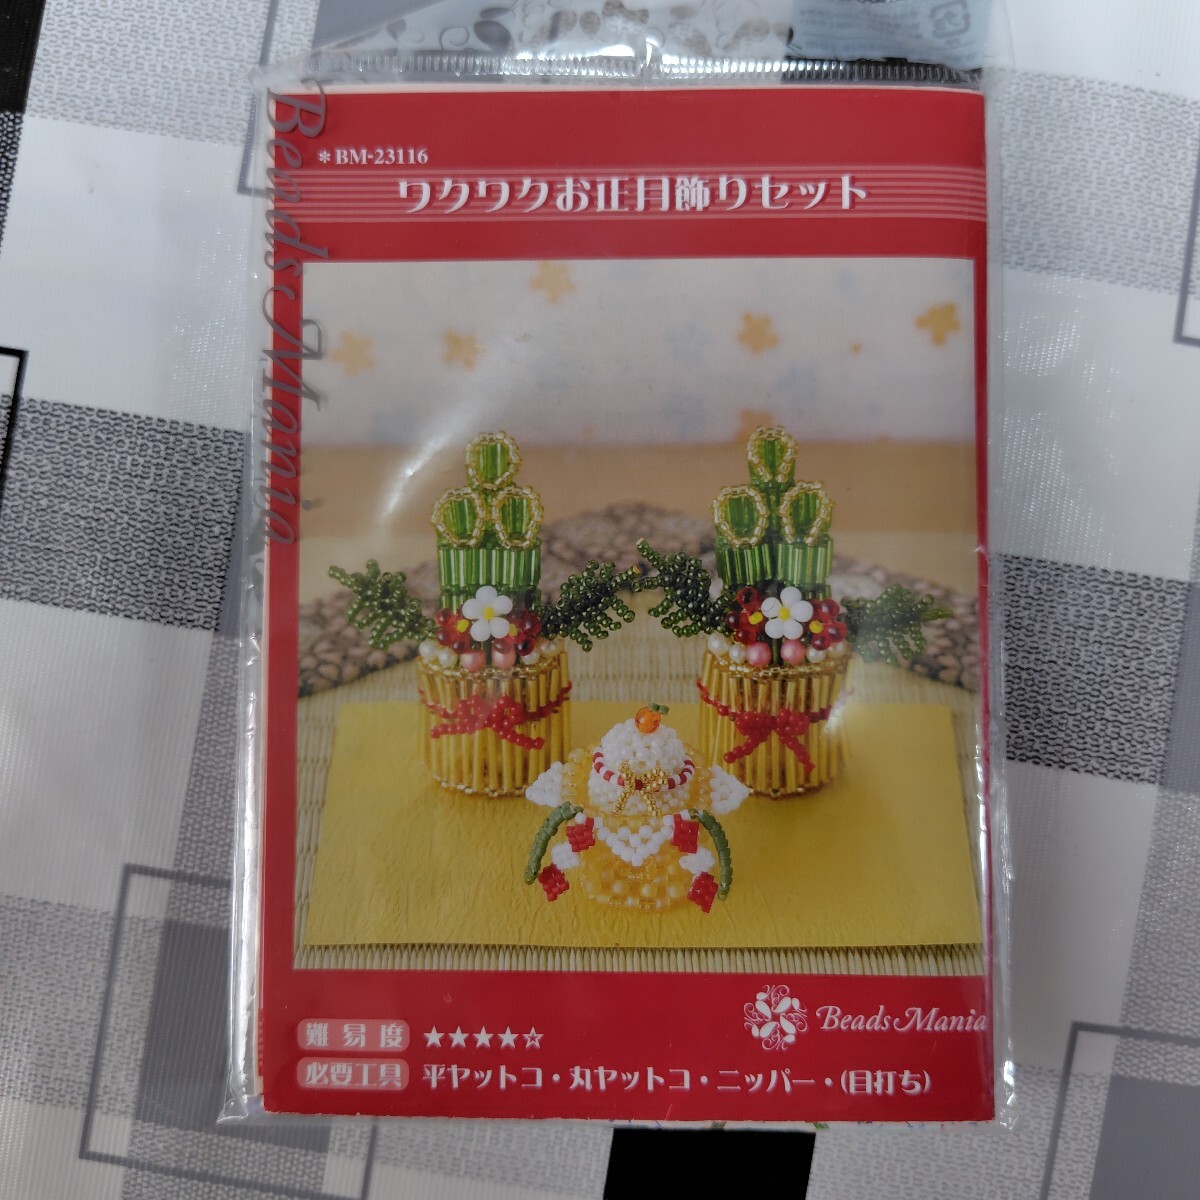 Beads Mania
*BM-23116
ワクワクお正月飾りセット
Beads Mania
難易度 ★★★★☆
必要工具 平ヤットコ・丸ヤットコ・ニッパー・(目打ち)